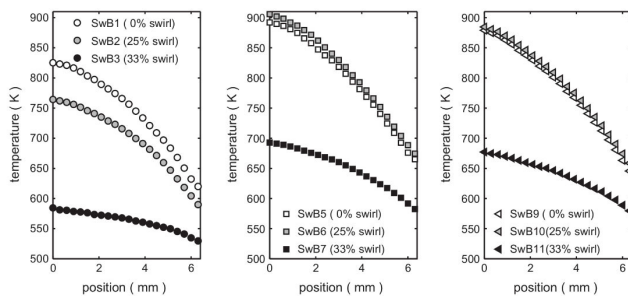 900
850
800
750
700
650
600
550
500
temperature ( K )
0 2 4 6
position ( mm )
SwB1 ( 0% swirl)
SwB2 (25% swirl)
SwB3 (33% swirl)
900
850
800
750
700
650
600
550
500
temperature ( K )
0 2 4 6
position ( mm )
SwB5 ( 0% swirl)
SwB6 (25% swirl)
SwB7 (33% swirl)
900
850
800
750
700
650
600
550
500
temperature ( K )
0 2 4 6
position ( mm )
SwB9 ( 0% swirl)
SwB10(25% swirl)
SwB11(33% swirl)